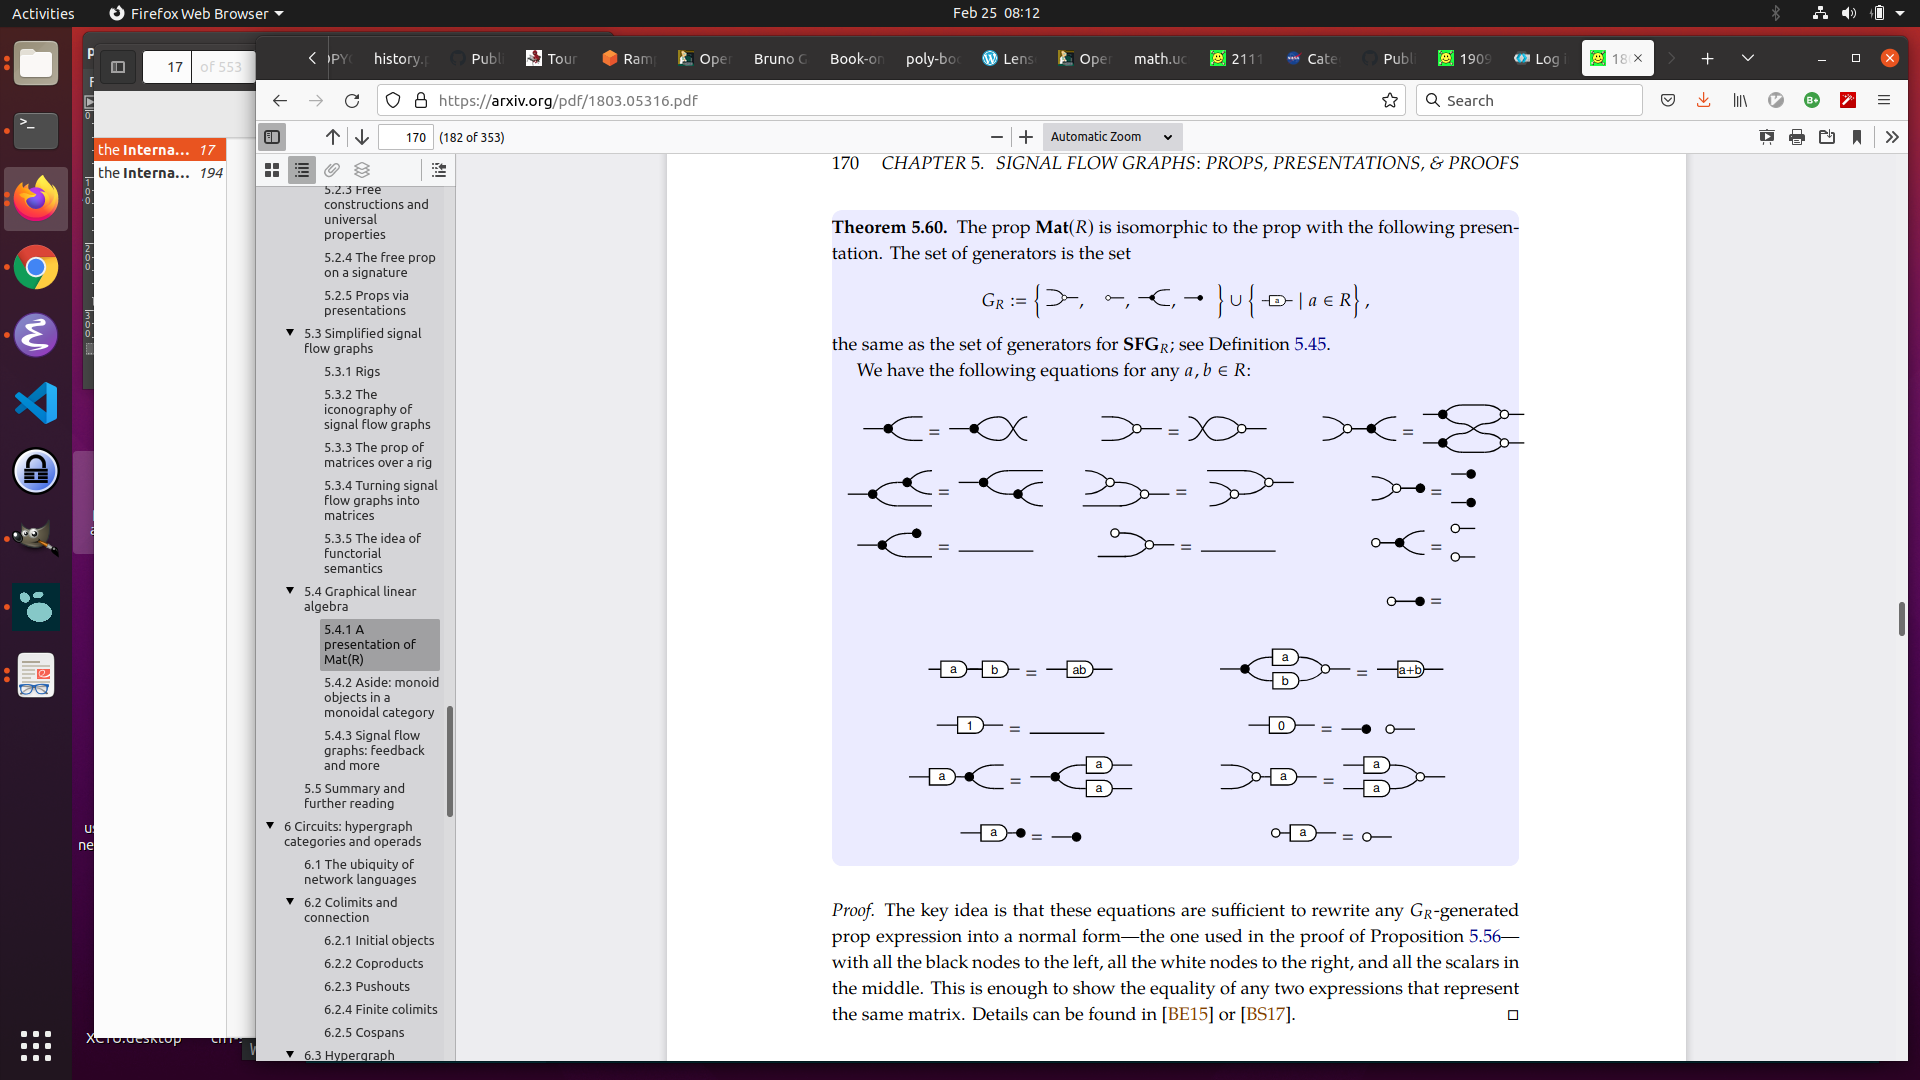 Activities
Firefox Web Browser
Feb 25 08:12
17 of 553
the Interna... 17
the Interna... 194
history.p
Publ
Tour
Ram
Oper
Bruno G
Book-on
poly-boo
Lens
Oper
math.uc
2111
Cate
Publ
1909
Log i
18
https://arxiv.org/pdf/1803.05316.pdf
Search
170 (182 of 353)
Automatic Zoom
5.2.3 Free
constructions and
universal
properties
5.2.4 The free prop
on a signature
5.2.5 Props via
presentations
5.3 Simplified signal
flow graphs
5.3.1 Rigs
5.3.2 The
iconography of
signal flow graphs
5.3.3 The prop of
matrices over a rig
5.3.4 Turning signal
flow graphs into
matrices
5.3.5 The idea of
functorial
semantics
5.4 Graphical linear
algebra
5.4.1 A
presentation of
Mat(R)
5.4.2 Aside: monoid
objects in a
monoidal category
5.4.3 Signal flow
graphs: feedback
and more
5.5 Summary and
further reading
6 Circuits: hypergraph
categories and operads
6.1 The ubiquity of
network languages
6.2 Colimits and
connection
6.2.1 Initial objects
6.2.2 Coproducts
6.2.3 Pushouts
6.2.4 Finite colimits
6.2.5 Cospans
6.3 Hypergraph
170 CHAPTER 5. SIGNAL FLOW GRAPHS: PROPS, PRESENTATIONS, & PROOFS
Theorem 5.60. The prop Mat(R) is isomorphic to the prop with the following presen-
tation. The set of generators is the set
G_R := { , , , } ∪ { a | a ∈ R } ,
the same as the set of generators for SFG_R; see Definition 5.45.
We have the following equations for any a, b ∈ R:
= = =
= = =
= = =
=
a b = ab
a b = a+b
1 =
0 =
a = a a
a = a a
a =
a =
Proof. The key idea is that these equations are sufficient to rewrite any G_R-generated
prop expression into a normal form—the one used in the proof of Proposition 5.56—
with all the black nodes to the left, all the white nodes to the right, and all the scalars in
the middle. This is enough to show the equality of any two expressions that represent
the same matrix. Details can be found in [BE15] or [BS17]. □